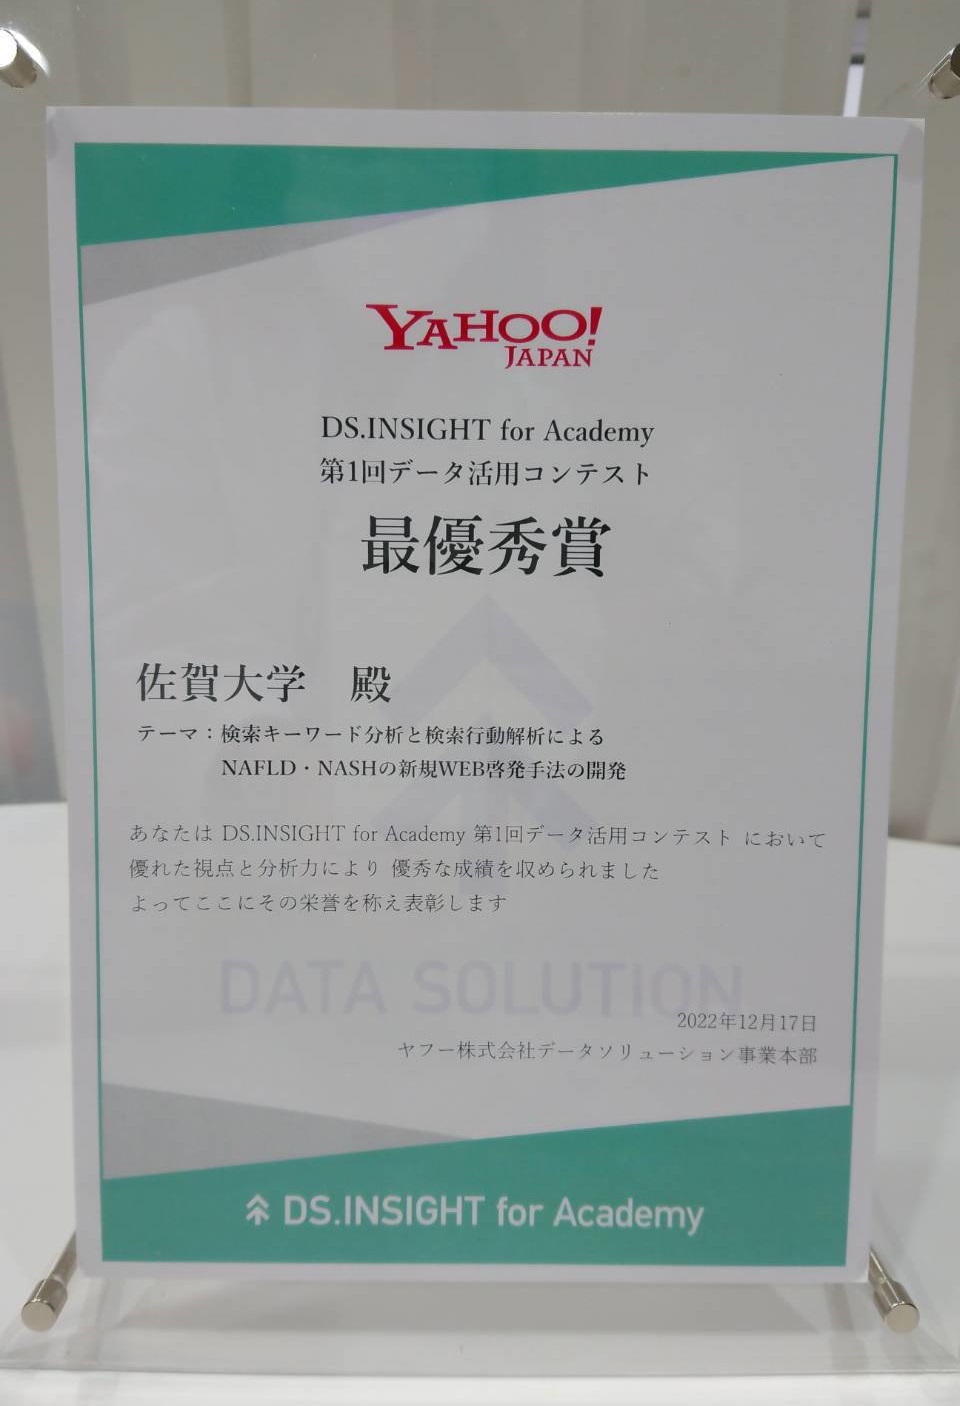 YAHOO!
JAPAN
DS.INSIGHT for Academy
第1回データ活用コンテスト
最優秀賞
佐賀大学　殿
テーマ：検索キーワード分析と検索行動解析による
NAFLD・NASHの新規WEB啓発手法の開発
あなたは DS.INSIGHT for Academy 第1回データ活用コンテスト において
優れた視点と分析力により 優秀な成績を収められました
よってここにその栄誉を称え表彰します
DATA SOLUTION
2022年12月17日
ヤフー株式会社データソリューション事業本部
DS.INSIGHT for Academy